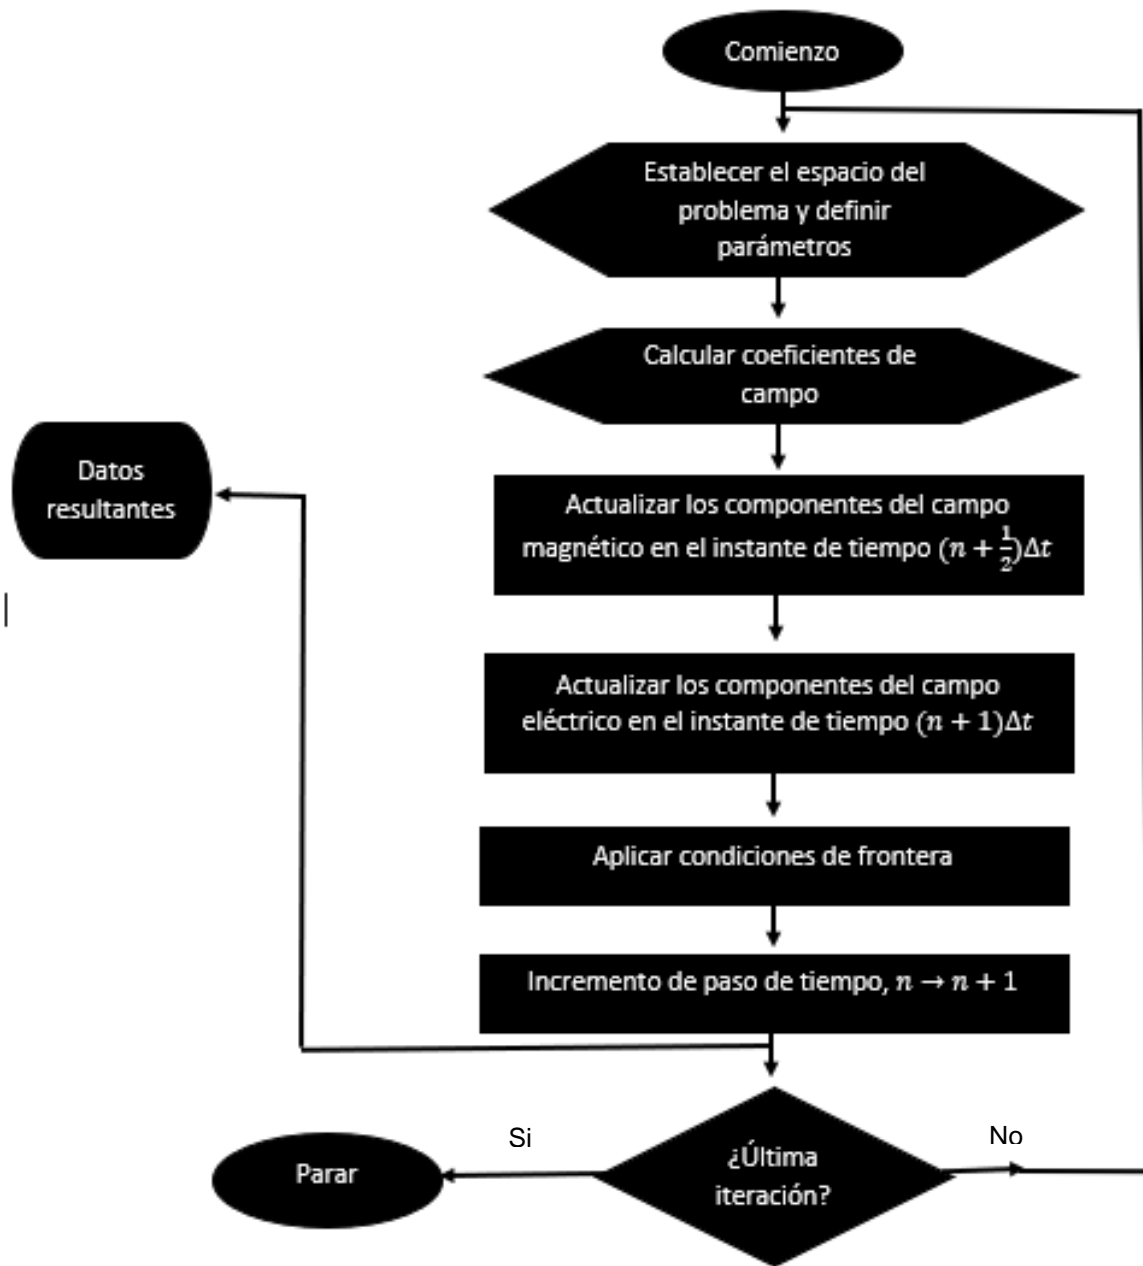 Comienzo
Establecer el espacio del
problema y definir
parámetros
Calcular coeficientes de
campo
Datos
resultantes
Actualizar los componentes del campo
magnético en el instante de tiempo (n + 1/2)Δt
Actualizar los componentes del campo
eléctrico en el instante de tiempo (n + 1)Δt
Aplicar condiciones de frontera
Incremento de paso de tiempo, n → n + 1
Si
No
Parar
¿Última
iteración?